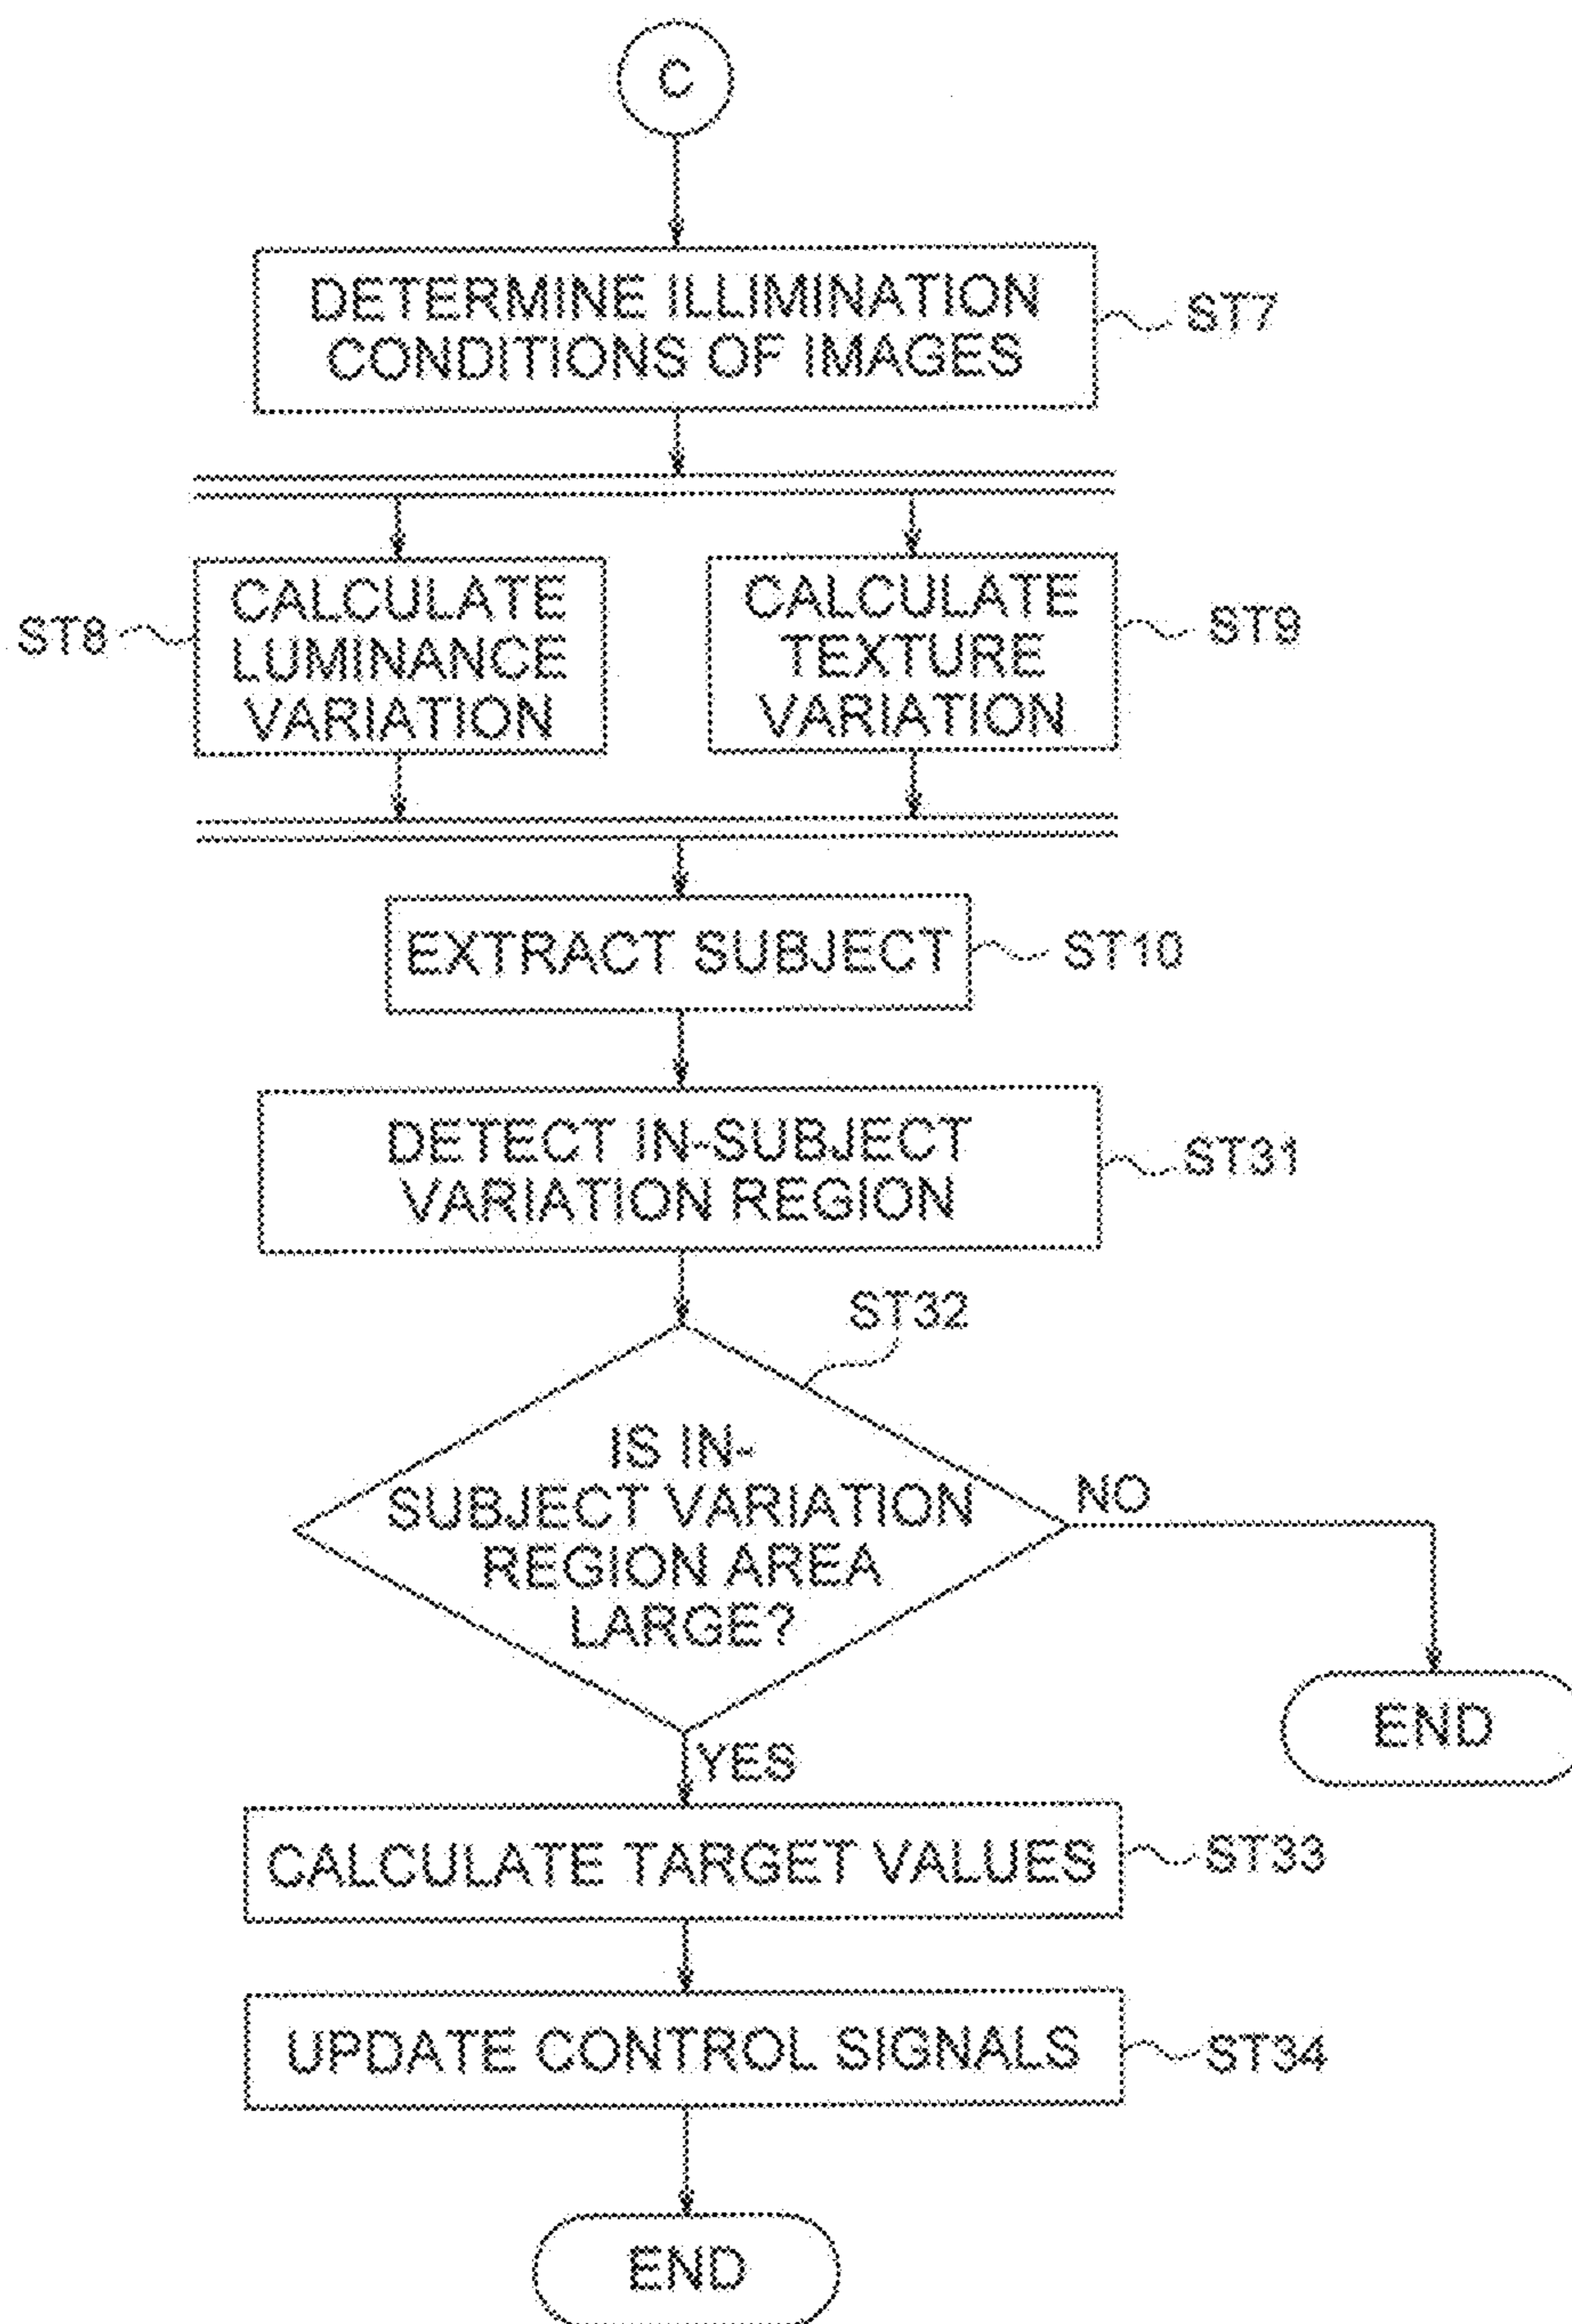 C
DETERMINE ILLIMINATION
CONDITIONS OF IMAGES
ST7
CALCULATE
LUMINANCE
VARIATION
ST8
CALCULATE
TEXTURE
VARIATION
ST9
EXTRACT SUBJECT
ST10
DETECT IN-SUBJECT
VARIATION REGION
ST31
ST32
IS IN-
SUBJECT VARIATION
REGION AREA
LARGE?
NO
END
YES
CALCULATE TARGET VALUES
ST33
UPDATE CONTROL SIGNALS
ST34
END